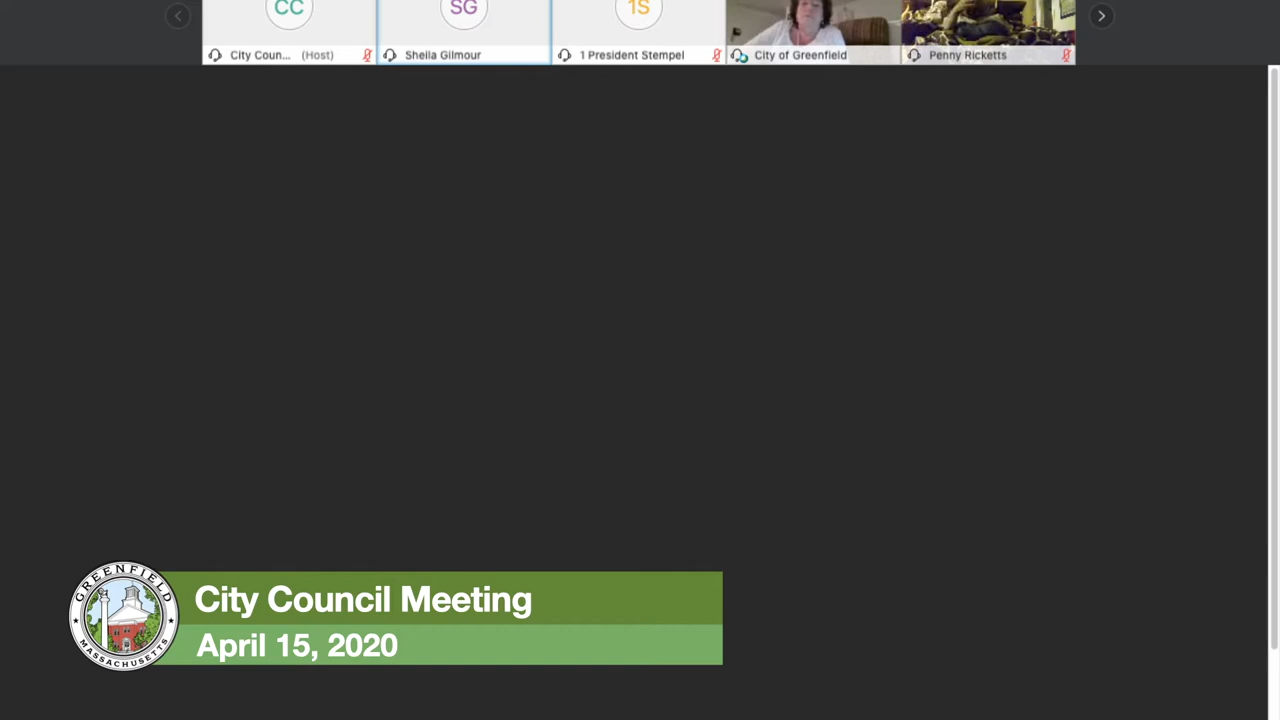 CC
SG
1S
City Coun... (Host)
Sheila Gilmour
1 President Stempel
City of Greenfield
Penny Ricketts
GREENFIELD
MASSACHUSETTS
City Council Meeting
April 15, 2020